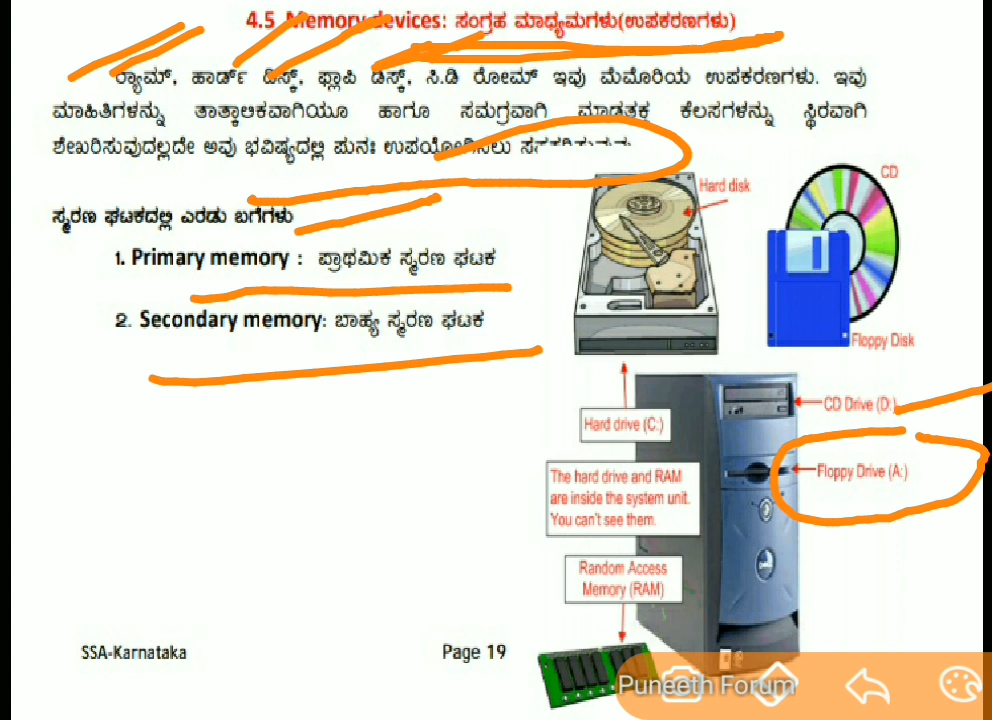 4.5 Memory devices: ಸಂಗ್ರಹ ಮಾಧ್ಯಮಗಳು(ಉಪಕರಣಗಳು)
ರ‍್ಯಾಮ್, ಹಾರ್ಡ್ ಡಿಸ್ಕ್, ಫ್ಲಾಪಿ ಡಿಸ್ಕ್, ಸಿ.ಡಿ ರೋಮ್ ಇವು ಮೆಮೊರಿಯ ಉಪಕರಣಗಳು. ಇವು
ಮಾಹಿತಿಗಳನ್ನು ತಾತ್ಕಾಲಿಕವಾಗಿಯೂ ಹಾಗೂ ಸಮಗ್ರವಾಗಿ ಮಾಡತಕ್ಕ ಕೆಲಸಗಳನ್ನು ಸ್ಥಿರವಾಗಿ
ಶೇಖರಿಸುವುದಲ್ಲದೇ ಅವು ಭವಿಷ್ಯದಲ್ಲಿ ಪುನಃ ಉಪಯೋಗಿಸಲು
ಸ್ಮರಣ ಘಟಕದಲ್ಲಿ ಎರಡು ಬಗೆಗಳು
1. Primary memory : ಪ್ರಾಥಮಿಕ ಸ್ಮರಣ ಘಟಕ
2. Secondary memory: ಬಾಹ್ಯ ಸ್ಮರಣ ಘಟಕ
Hard disk
CD
Floppy Disk
Hard drive (C:)
CD Drive (D:)
Floppy Drive (A:)
The hard drive and RAM
are inside the system unit.
You can't see them.
Random Access
Memory (RAM)
SSA-Karnataka
Page 19
Puneeth Forum